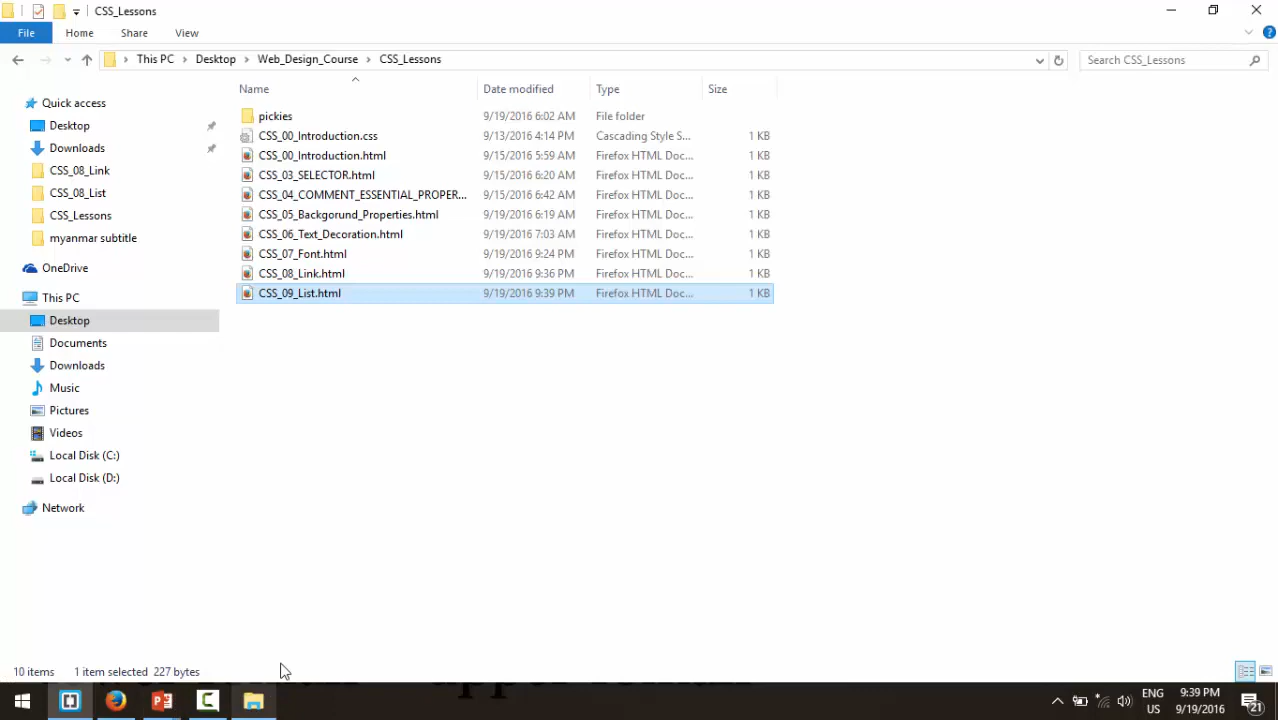 CSS_Lessons
File Home Share View
This PC Desktop Web_Design_Course CSS_Lessons Search CSS_Lessons
Name Date modified Type Size
Quick access
Desktop
Downloads
CSS_08_Link
CSS_08_List
CSS_Lessons
myanmar subtitle
OneDrive
This PC
Desktop
Documents
Downloads
Music
Pictures
Videos
Local Disk (C:)
Local Disk (D:)
Network
pickies 9/19/2016 6:02 AM File folder
CSS_00_Introduction.css 9/13/2016 4:14 PM Cascading Style S... 1 KB
CSS_00_Introduction.html 9/15/2016 5:59 AM Firefox HTML Doc... 1 KB
CSS_03_SELECTOR.html 9/15/2016 6:20 AM Firefox HTML Doc... 1 KB
CSS_04_COMMENT_ESSENTIAL_PROPER... 9/15/2016 6:42 AM Firefox HTML Doc... 1 KB
CSS_05_Backgorund_Properties.html 9/19/2016 6:19 AM Firefox HTML Doc... 1 KB
CSS_06_Text_Decoration.html 9/19/2016 7:03 AM Firefox HTML Doc... 1 KB
CSS_07_Font.html 9/19/2016 9:24 PM Firefox HTML Doc... 1 KB
CSS_08_Link.html 9/19/2016 9:36 PM Firefox HTML Doc... 1 KB
CSS_09_List.html 9/19/2016 9:39 PM Firefox HTML Doc... 1 KB
10 items 1 item selected 227 bytes
ENG 9:39 PM
US 9/19/2016 21